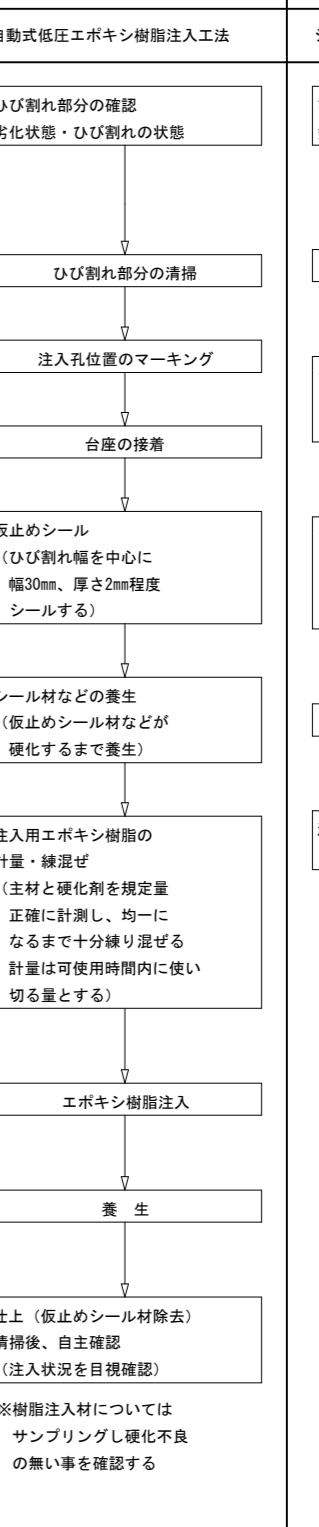 自動式低圧エポキシ樹脂注入工法
ひび割れ部分の確認
劣化状態・ひび割れの状態
ひび割れ部分の清掃
注入孔位置のマーキング
台座の接着
仮止めシール
（ひび割れ幅を中心に
幅30㎜、厚さ2㎜程度
シールする）
シール材などの養生
（仮止めシール材などが
硬化するまで養生）
注入用エポキシ樹脂の
計量・練混ぜ
（主材と硬化剤を規定量
正確に計測し、均一に
なるまで十分練り混ぜる
計量は可使用時間内に使い
切る量とする）
エポキシ樹脂注入
養　生
仕上（仮止めシール材除去）
清掃後、自主確認
（注入状況を目視確認）
※樹脂注入材については
サンプリングし硬化不良
の無い事を確認する